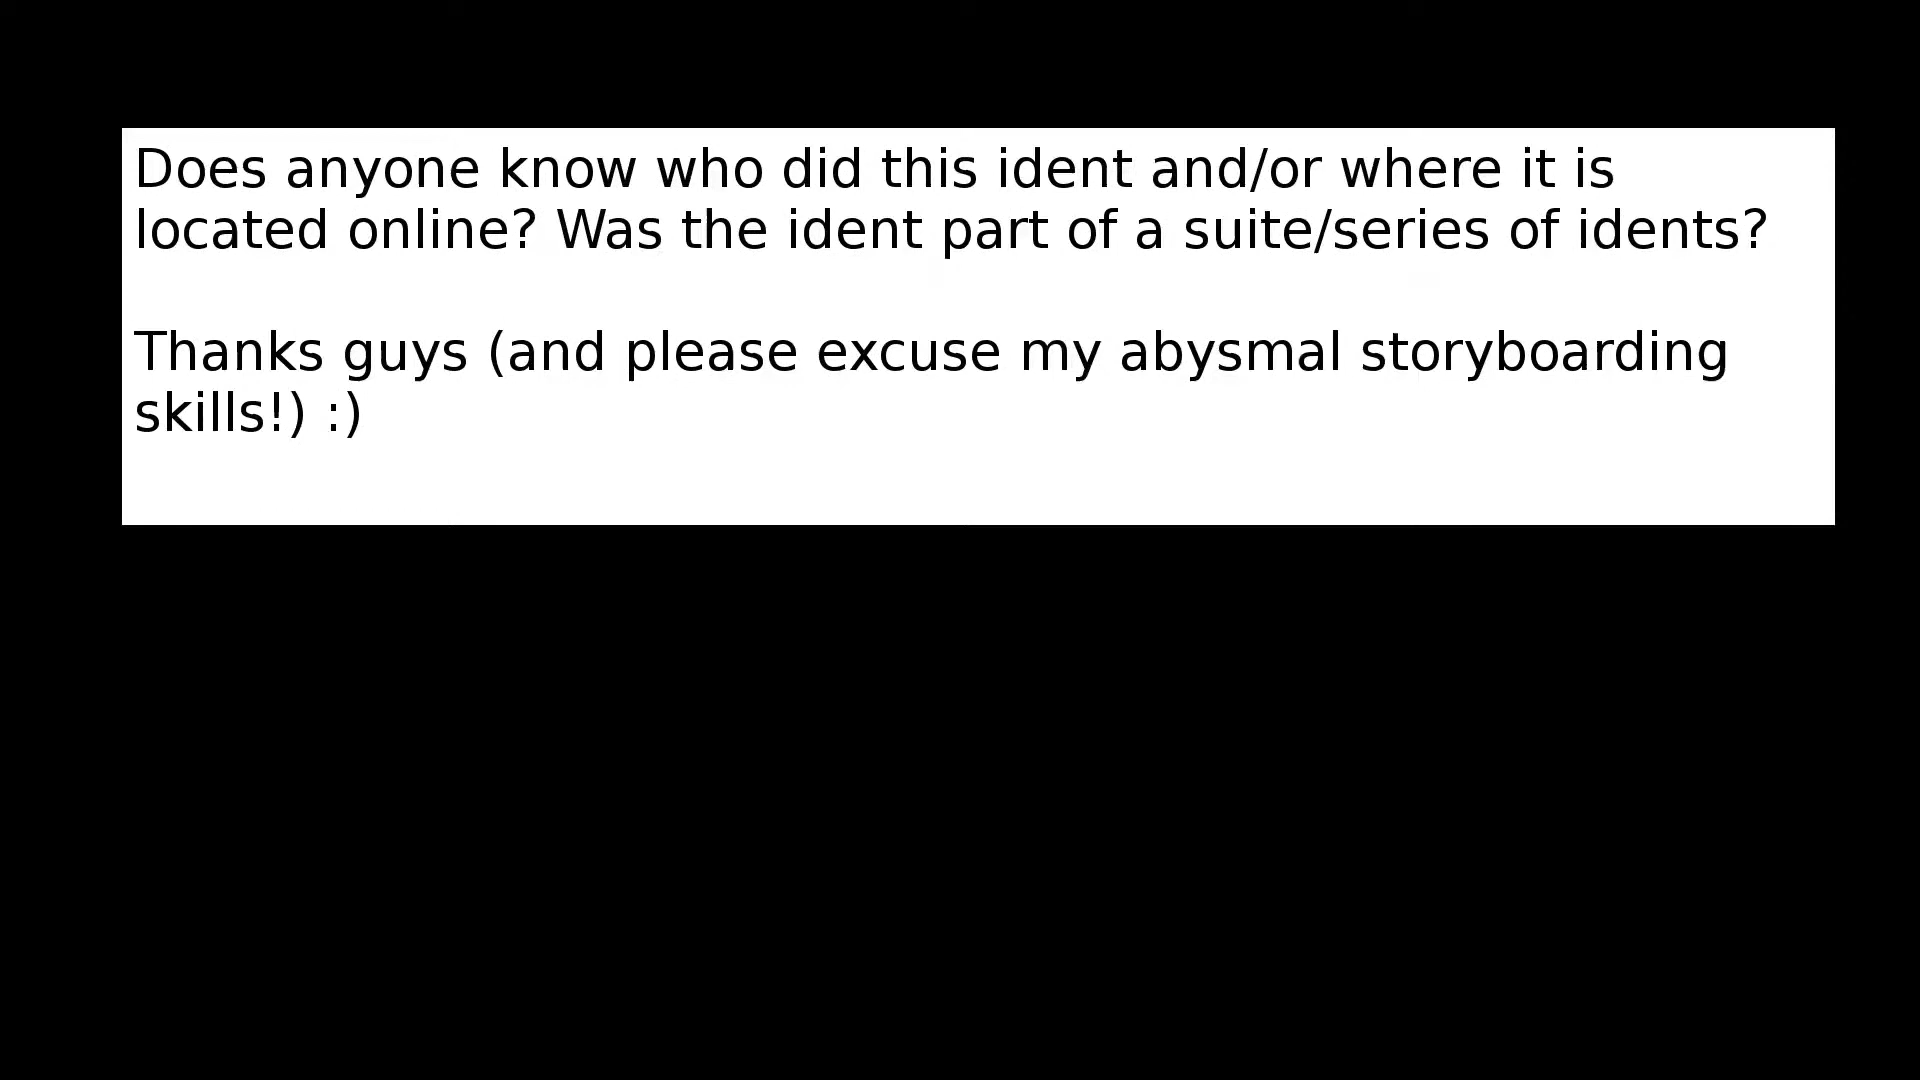 Does anyone know who did this ident and/or where it is
located online? Was the ident part of a suite/series of idents?
Thanks guys (and please excuse my abysmal storyboarding
skills!) :)